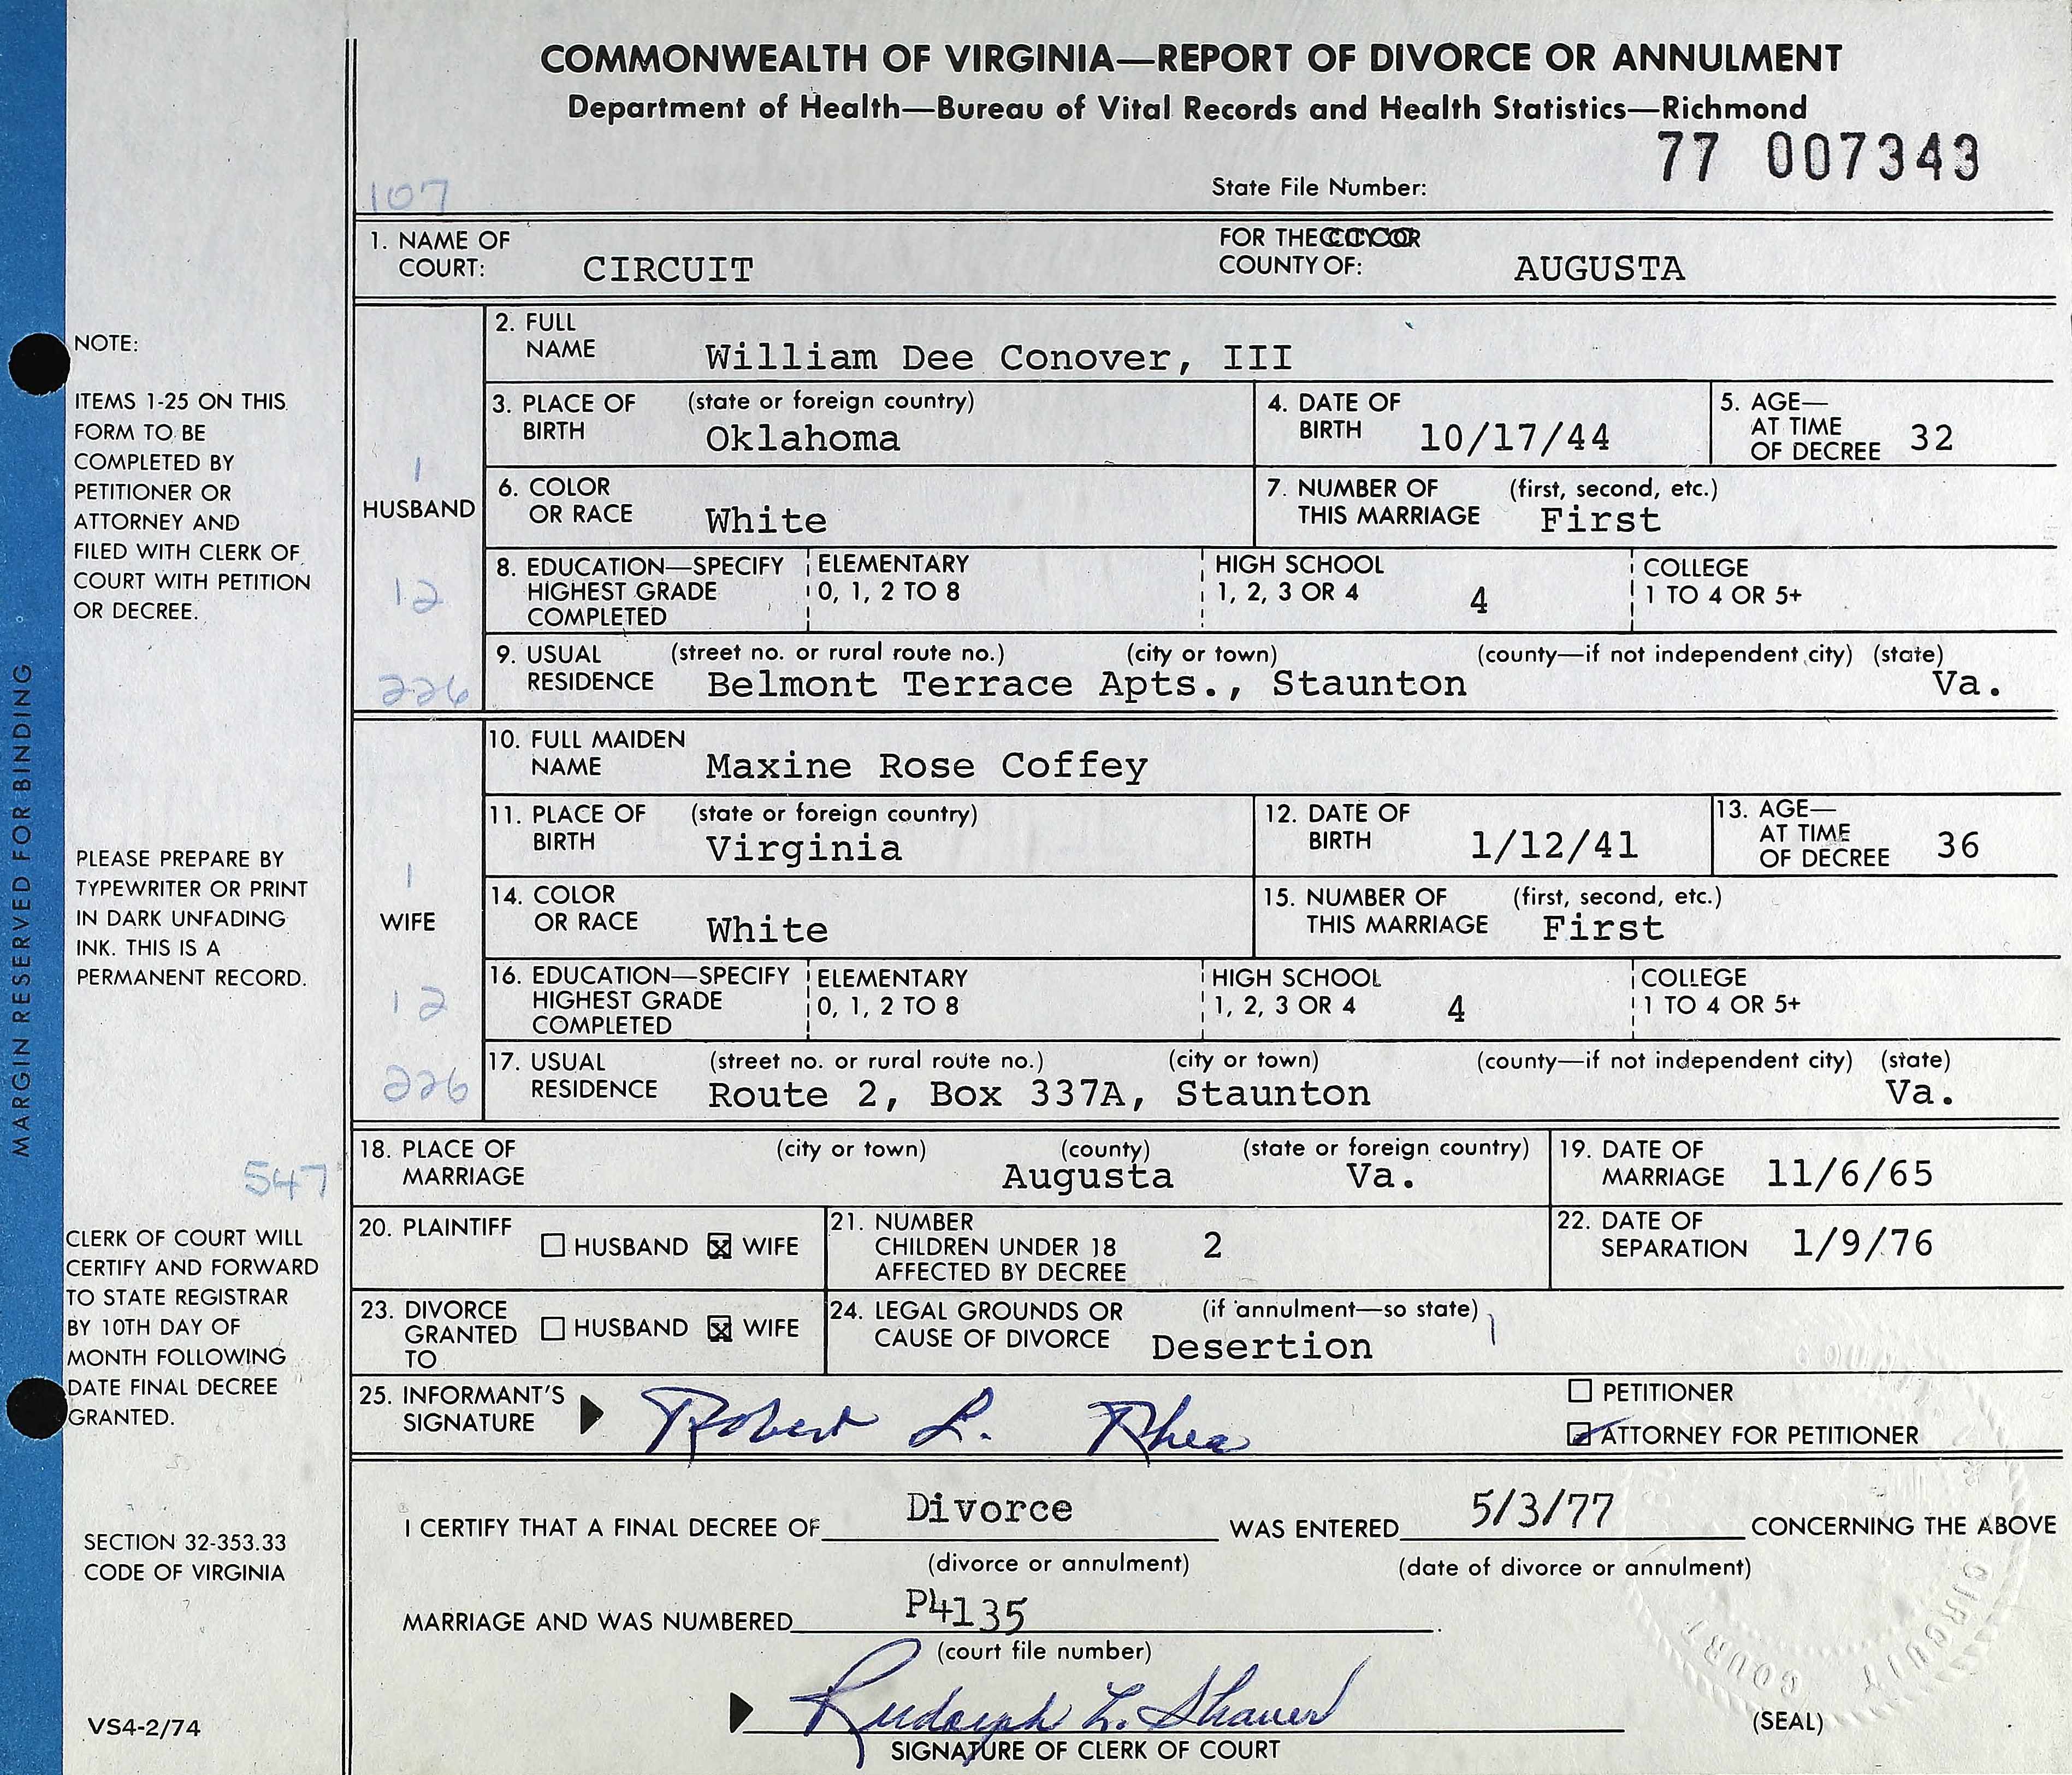 COMMONWEALTH OF VIRGINIA—REPORT OF DIVORCE OR ANNULMENT
Department of Health—Bureau of Vital Records and Health Statistics—Richmond
77 007343
State File Number:
107
1. NAME OF COURT: CIRCUIT
FOR THE CITY OR COUNTY OF: AUGUSTA
HUSBAND
1
12
226
2. FULL NAME William Dee Conover, III
3. PLACE OF BIRTH (state or foreign country) Oklahoma
4. DATE OF BIRTH 10/17/44
5. AGE— AT TIME OF DECREE 32
6. COLOR OR RACE White
7. NUMBER OF THIS MARRIAGE (first, second, etc.) First
8. EDUCATION—SPECIFY HIGHEST GRADE COMPLETED
ELEMENTARY 0, 1, 2 TO 8
HIGH SCHOOL 1, 2, 3 OR 4 4
COLLEGE 1 TO 4 OR 5+
9. USUAL RESIDENCE (street no. or rural route no.) (city or town) (county—if not independent city) (state)
Belmont Terrace Apts., Staunton Va.
WIFE
1
12
226
10. FULL MAIDEN NAME Maxine Rose Coffey
11. PLACE OF BIRTH (state or foreign country) Virginia
12. DATE OF BIRTH 1/12/41
13. AGE— AT TIME OF DECREE 36
14. COLOR OR RACE White
15. NUMBER OF THIS MARRIAGE (first, second, etc.) First
16. EDUCATION—SPECIFY HIGHEST GRADE COMPLETED
ELEMENTARY 0, 1, 2 TO 8
HIGH SCHOOL 1, 2, 3 OR 4 4
COLLEGE 1 TO 4 OR 5+
17. USUAL RESIDENCE (street no. or rural route no.) (city or town) (county—if not independent city) (state)
Route 2, Box 337A, Staunton Va.
547
18. PLACE OF MARRIAGE (city or town) (county) (state or foreign country)
Augusta Va.
19. DATE OF MARRIAGE 11/6/65
20. PLAINTIFF HUSBAND x WIFE
21. NUMBER CHILDREN UNDER 18 AFFECTED BY DECREE 2
22. DATE OF SEPARATION 1/9/76
23. DIVORCE GRANTED TO HUSBAND x WIFE
24. LEGAL GROUNDS OR CAUSE OF DIVORCE (if annulment—so state) Desertion
1
25. INFORMANT'S SIGNATURE Robert L. Rhea
PETITIONER
ATTORNEY FOR PETITIONER
I CERTIFY THAT A FINAL DECREE OF Divorce WAS ENTERED 5/3/77 CONCERNING THE ABOVE
(divorce or annulment) (date of divorce or annulment)
MARRIAGE AND WAS NUMBERED P4135.
(court file number)
Rudolph L. Shaver
SIGNATURE OF CLERK OF COURT
(SEAL)
CIRCUIT COURT
MARGIN RESERVED FOR BINDING
NOTE:
ITEMS 1-25 ON THIS
FORM TO BE
COMPLETED BY
PETITIONER OR
ATTORNEY AND
FILED WITH CLERK OF
COURT WITH PETITION
OR DECREE.
PLEASE PREPARE BY
TYPEWRITER OR PRINT
IN DARK UNFADING
INK. THIS IS A
PERMANENT RECORD.
CLERK OF COURT WILL
CERTIFY AND FORWARD
TO STATE REGISTRAR
BY 10TH DAY OF
MONTH FOLLOWING
DATE FINAL DECREE
GRANTED.
SECTION 32-353.33
CODE OF VIRGINIA
VS4-2/74